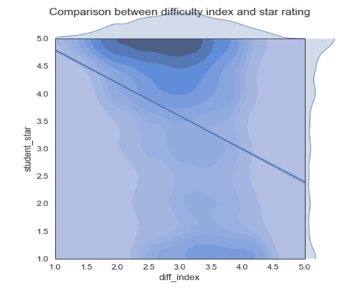 Comparison between difficulty index and star rating
5.0
4.5
4.0
3.5
3.0
2.5
2.0
1.5
1.0
student_star
1.0 1.5 2.0 2.5 3.0 3.5 4.0 4.5 5.0
diff_index